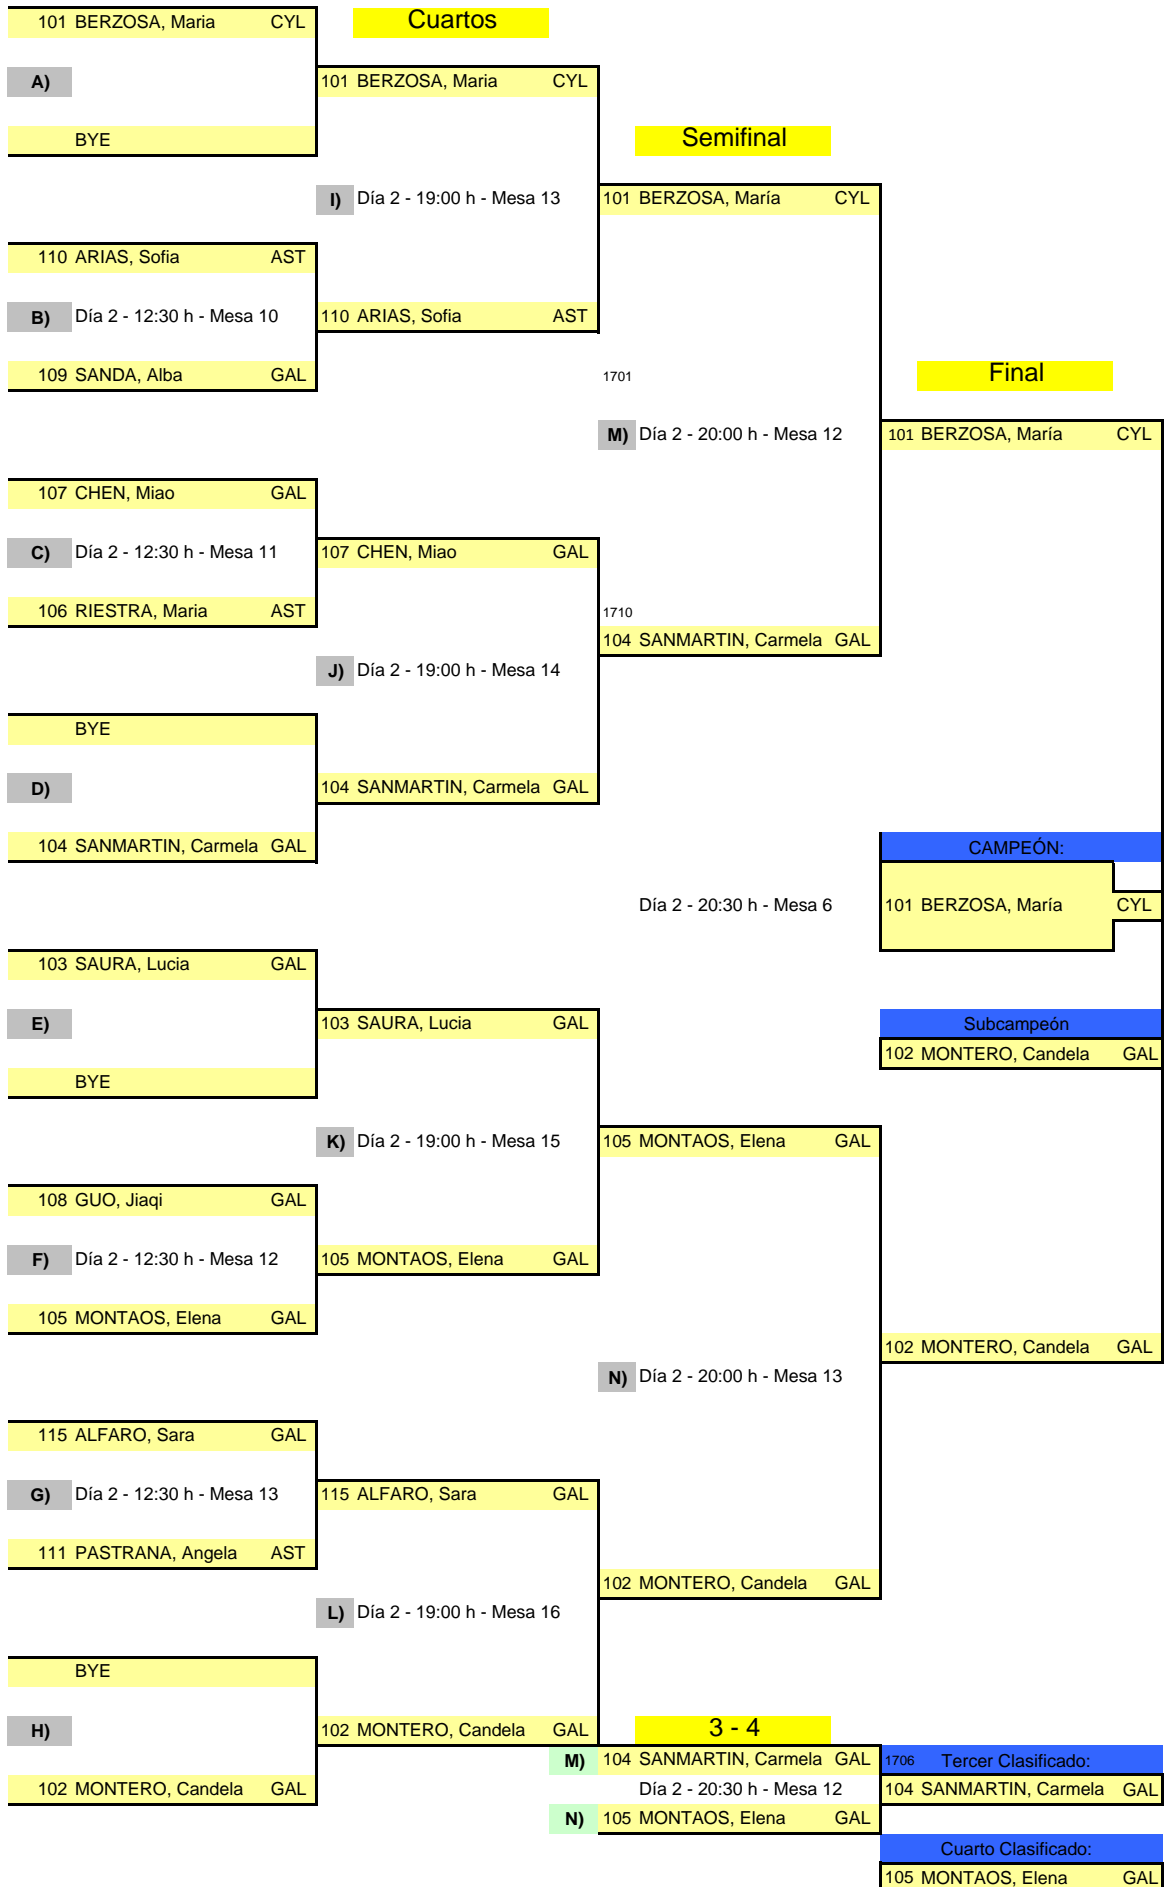 101 BERZOSA, Maria CYL
Cuartos
A)
101 BERZOSA, Maria CYL
BYE
Semifinal
I) Día 2 - 19:00 h - Mesa 13
101 BERZOSA, María CYL
110 ARIAS, Sofia AST
B) Día 2 - 12:30 h - Mesa 10
110 ARIAS, Sofia AST
109 SANDA, Alba GAL
1701
Final
M) Día 2 - 20:00 h - Mesa 12
101 BERZOSA, María CYL
107 CHEN, Miao GAL
C) Día 2 - 12:30 h - Mesa 11
107 CHEN, Miao GAL
106 RIESTRA, Maria AST
1710
104 SANMARTIN, Carmela GAL
J) Día 2 - 19:00 h - Mesa 14
BYE
D)
104 SANMARTIN, Carmela GAL
104 SANMARTIN, Carmela GAL
CAMPEÓN:
Día 2 - 20:30 h - Mesa 6
101 BERZOSA, María CYL
103 SAURA, Lucia GAL
E)
103 SAURA, Lucia GAL
Subcampeón
102 MONTERO, Candela GAL
BYE
K) Día 2 - 19:00 h - Mesa 15
105 MONTAOS, Elena GAL
108 GUO, Jiaqi GAL
F) Día 2 - 12:30 h - Mesa 12
105 MONTAOS, Elena GAL
105 MONTAOS, Elena GAL
102 MONTERO, Candela GAL
N) Día 2 - 20:00 h - Mesa 13
115 ALFARO, Sara GAL
G) Día 2 - 12:30 h - Mesa 13
115 ALFARO, Sara GAL
111 PASTRANA, Angela AST
102 MONTERO, Candela GAL
L) Día 2 - 19:00 h - Mesa 16
BYE
H)
102 MONTERO, Candela GAL
3 - 4
M) 104 SANMARTIN, Carmela GAL
1706 Tercer Clasificado:
102 MONTERO, Candela GAL
Día 2 - 20:30 h - Mesa 12
104 SANMARTIN, Carmela GAL
N) 105 MONTAOS, Elena GAL
Cuarto Clasificado:
105 MONTAOS, Elena GAL